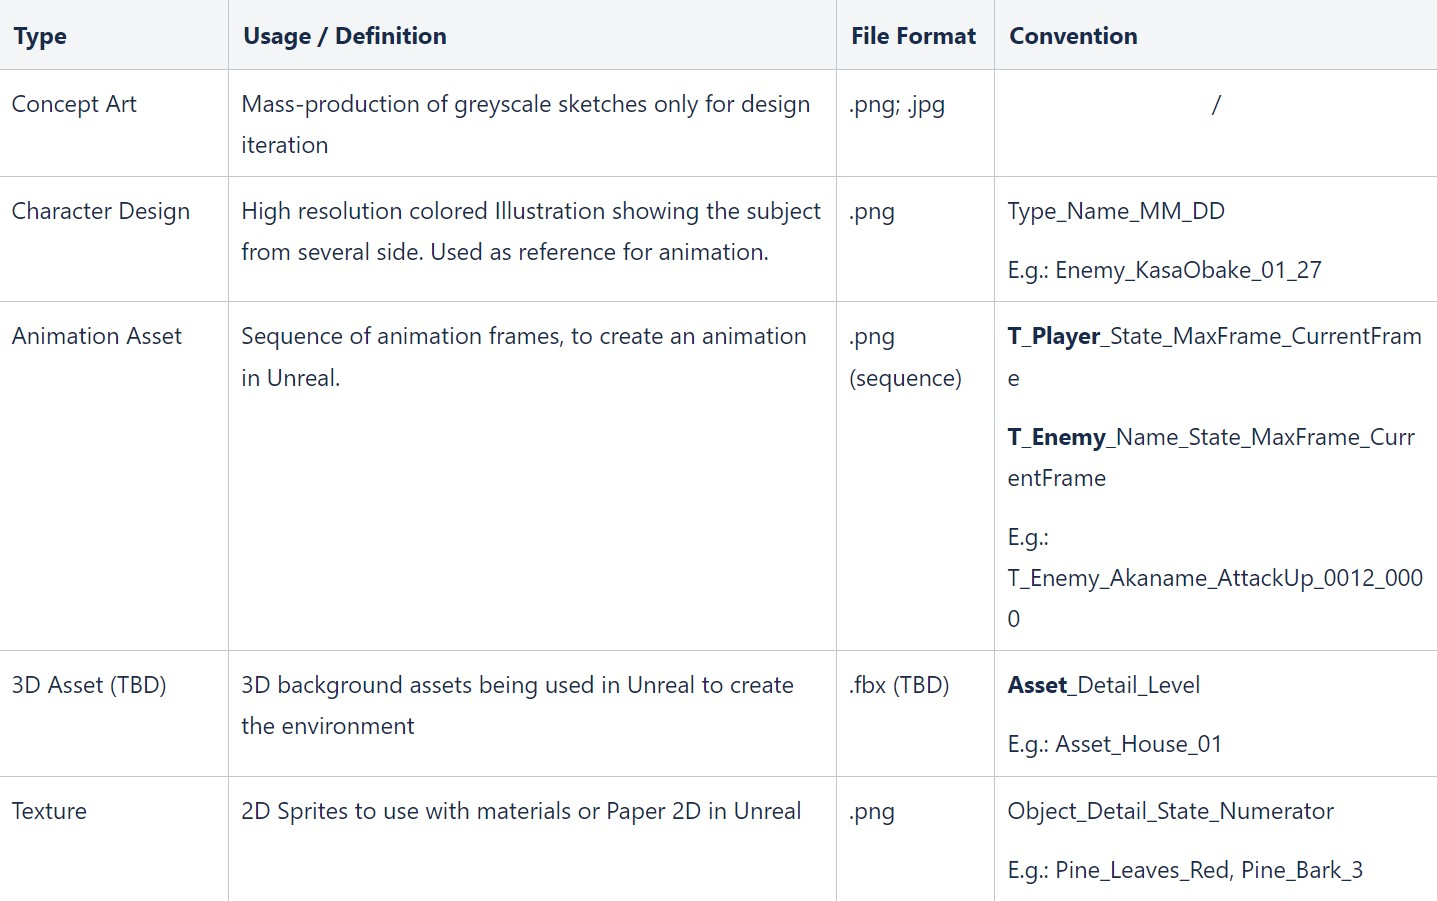 Type
Usage / Definition
File Format
Convention
Concept Art
Mass-production of greyscale sketches only for design
iteration
.png; .jpg
/
Character Design
High resolution colored Illustration showing the subject
from several side. Used as reference for animation.
.png
Type_Name_MM_DD
E.g.: Enemy_KasaObake_01_27
Animation Asset
Sequence of animation frames, to create an animation
in Unreal.
.png
(sequence)
T_Player_State_MaxFrame_CurrentFram
e
T_Enemy_Name_State_MaxFrame_Curr
entFrame
E.g.:
T_Enemy_Akaname_AttackUp_0012_000
0
3D Asset (TBD)
3D background assets being used in Unreal to create
the environment
.fbx (TBD)
Asset_Detail_Level
E.g.: Asset_House_01
Texture
2D Sprites to use with materials or Paper 2D in Unreal
.png
Object_Detail_State_Numerator
E.g.: Pine_Leaves_Red, Pine_Bark_3